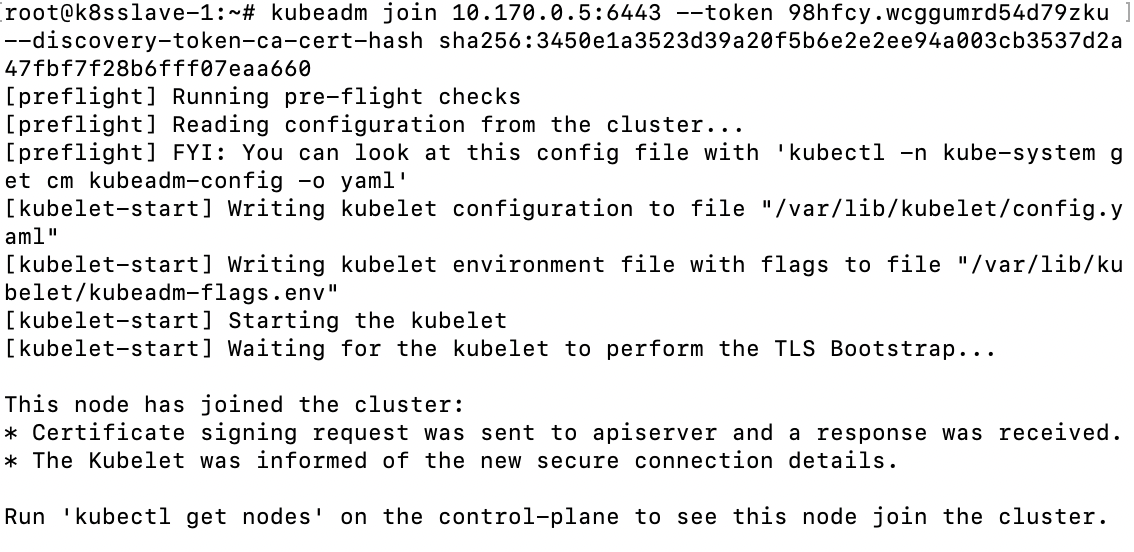 [root@k8sslave-1:~# kubeadm join 10.170.0.5:6443 --token 98hfcy.wcggumrd54d79zku ]
--discovery-token-ca-cert-hash sha256:3450e1a3523d39a20f5b6e2e2ee94a003cb3537d2a
47fbf7f28b6fff07eaa660
[preflight] Running pre-flight checks
[preflight] Reading configuration from the cluster...
[preflight] FYI: You can look at this config file with 'kubectl -n kube-system g
et cm kubeadm-config -o yaml'
[kubelet-start] Writing kubelet configuration to file "/var/lib/kubelet/config.y
aml"
[kubelet-start] Writing kubelet environment file with flags to file "/var/lib/ku
belet/kubeadm-flags.env"
[kubelet-start] Starting the kubelet
[kubelet-start] Waiting for the kubelet to perform the TLS Bootstrap...

This node has joined the cluster:
* Certificate signing request was sent to apiserver and a response was received.
* The Kubelet was informed of the new secure connection details.

Run 'kubectl get nodes' on the control-plane to see this node join the cluster.